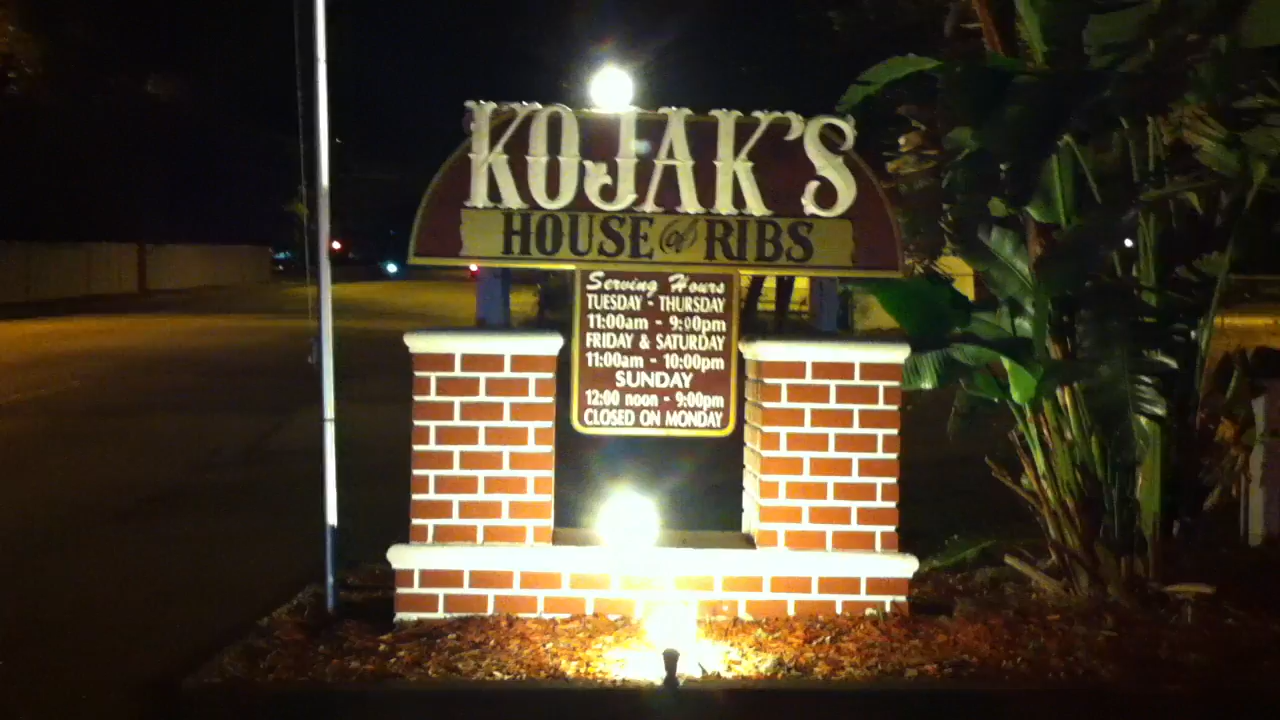 KOJAK'S
HOUSE of RIBS
Serving Hours
TUESDAY - THURSDAY
11:00am - 9:00pm
FRIDAY & SATURDAY
11:00am - 10:00pm
SUNDAY
12:00 noon - 9:00pm
CLOSED ON MONDAY